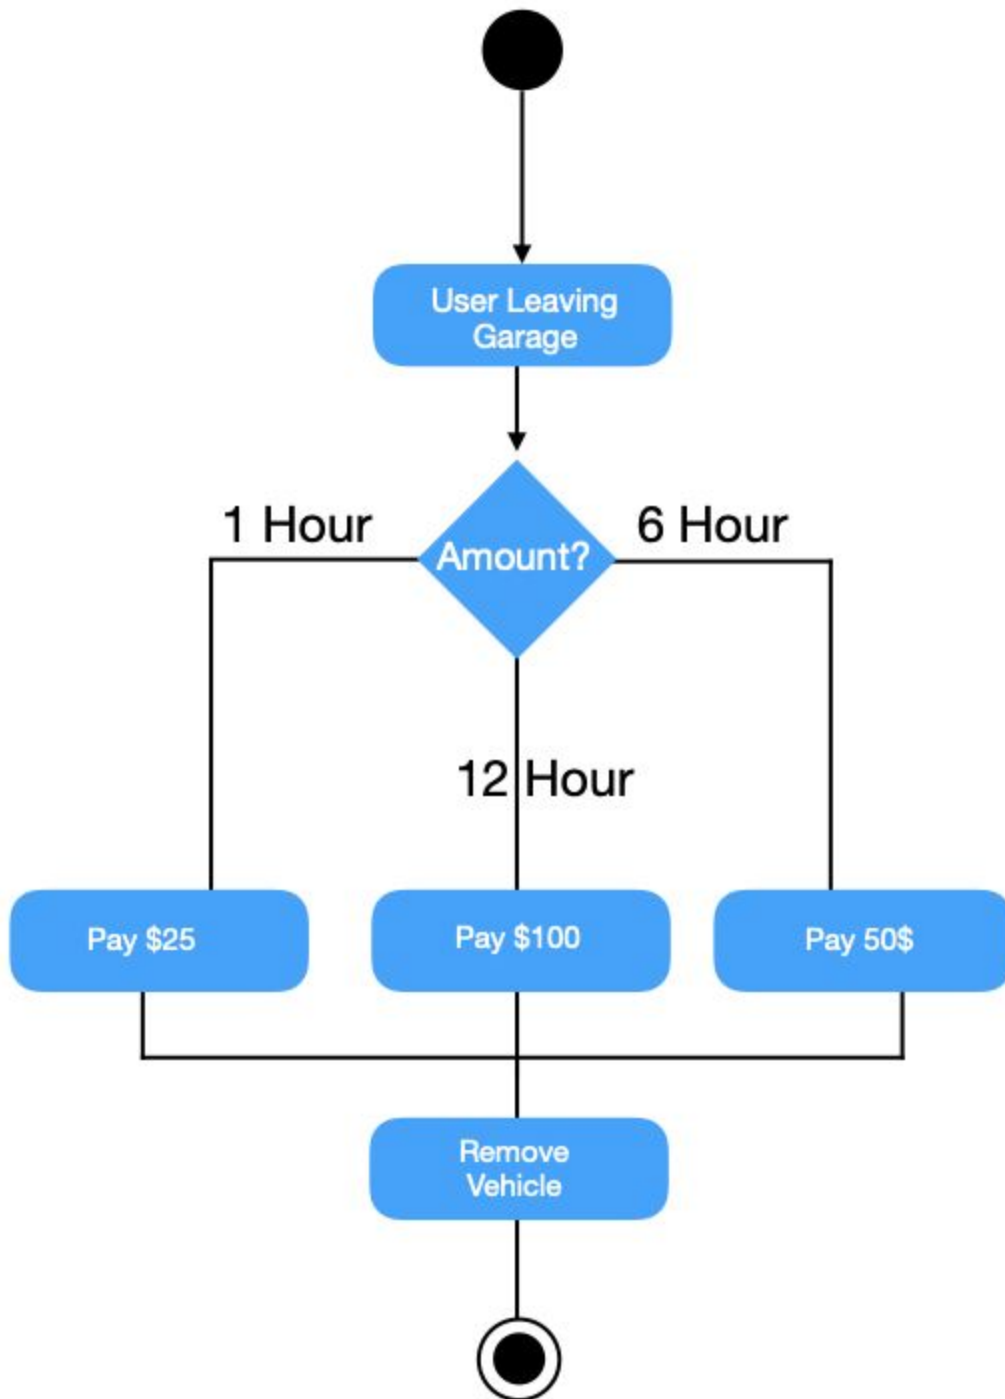 User Leaving
Garage
1 Hour
Amount?
6 Hour
12 Hour
Pay $25
Pay $100
Pay 50$
Remove
Vehicle